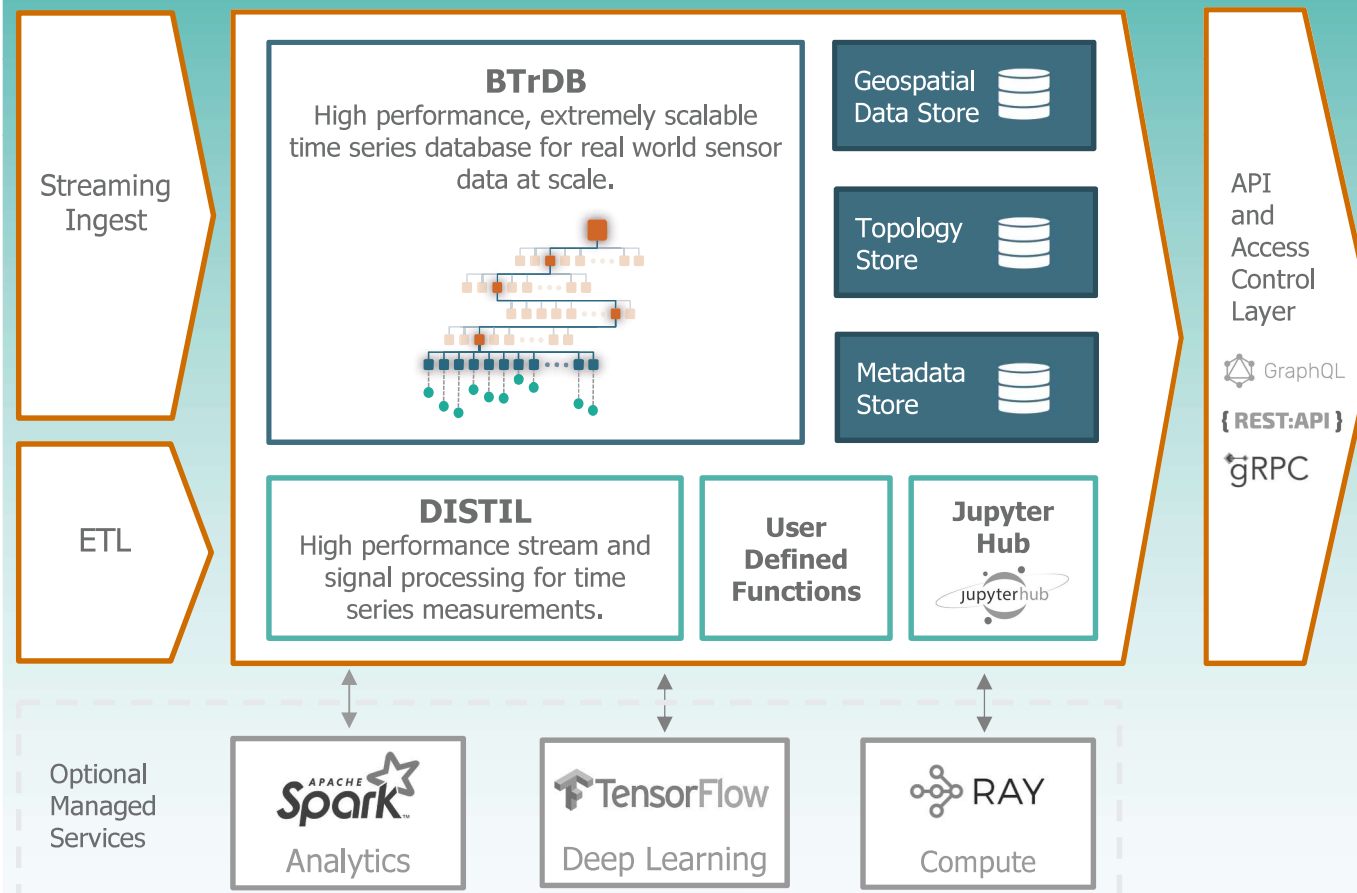 Streaming
Ingest
ETL
BTrDB
High performance, extremely scalable
time series database for real world sensor
data at scale.
Geospatial
Data Store
Topology
Store
Metadata
Store
DISTIL
High performance stream and
signal processing for time
series measurements.
User
Defined
Functions
Jupyter
Hub
jupyterhub
API
and
Access
Control
Layer
GraphQL
{ REST:API }
gRPC
Optional
Managed
Services
APACHE
Spark™
Analytics
TensorFlow
Deep Learning
RAY
Compute